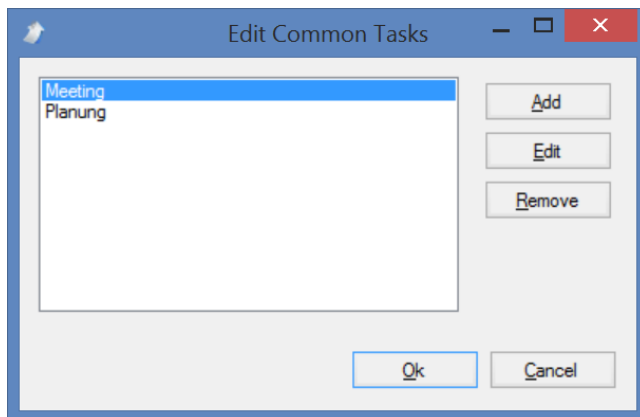 Edit Common Tasks
Meeting
Planung
Add
Edit
Remove
Ok
Cancel